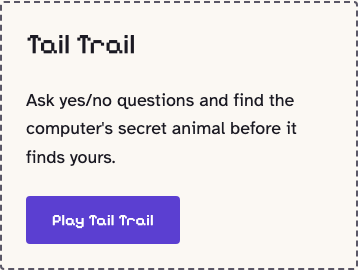 Tail Trail
Ask yes/no questions and find the
computer's secret animal before it
finds yours.
Play Tail Trail